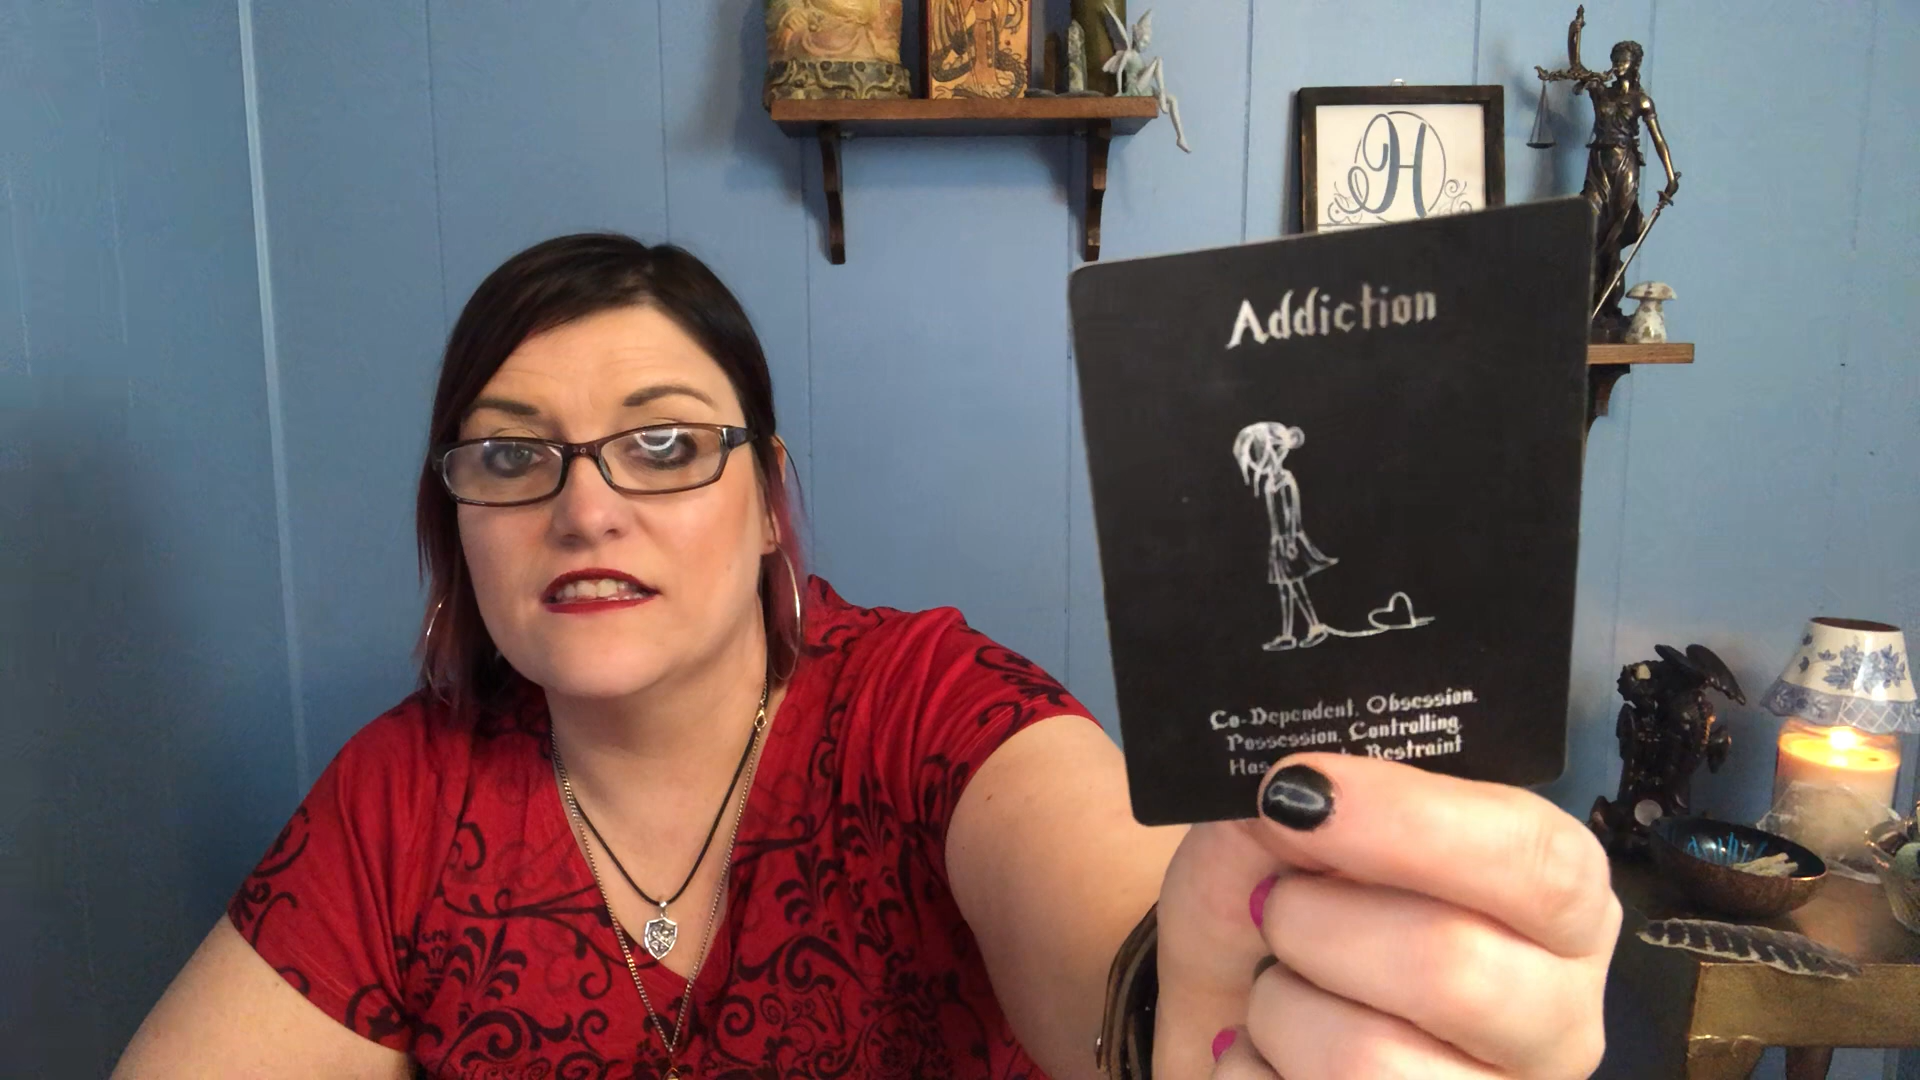 H
Addiction
Co-Dependent, Obsession,
Possession, Controlling
Restraint